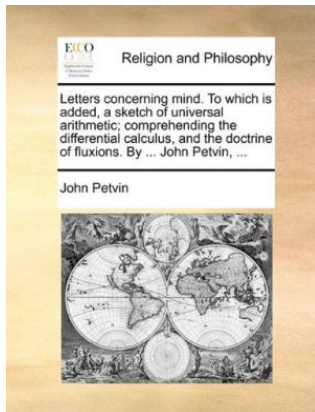 ECCO
Religion and Philosophy
Letters concerning mind. To which is
added, a sketch of universal
arithmetic; comprehending the
differential calculus, and the doctrine
of fluxions. By ... John Petvin, ...
John Petvin